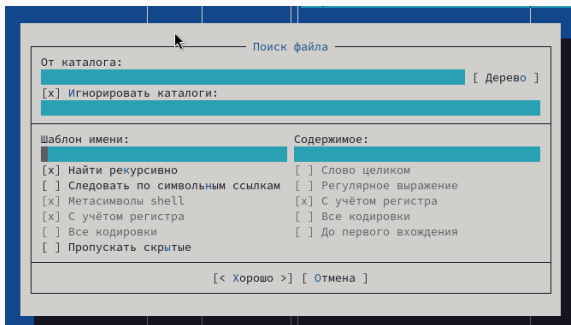 Поиск файла
От каталога:
[ Дерево ]
[x] Игнорировать каталоги:
Шаблон имени: Содержимое:
[x] Найти рекурсивно [ ] Слово целиком
[ ] Следовать по символьным ссылкам [ ] Регулярное выражение
[x] Метасимволы shell [x] С учётом регистра
[x] С учётом регистра [ ] Все кодировки
[ ] Все кодировки [ ] До первого вхождения
[ ] Пропускать скрытые
[< Хорошо >] [ Отмена ]